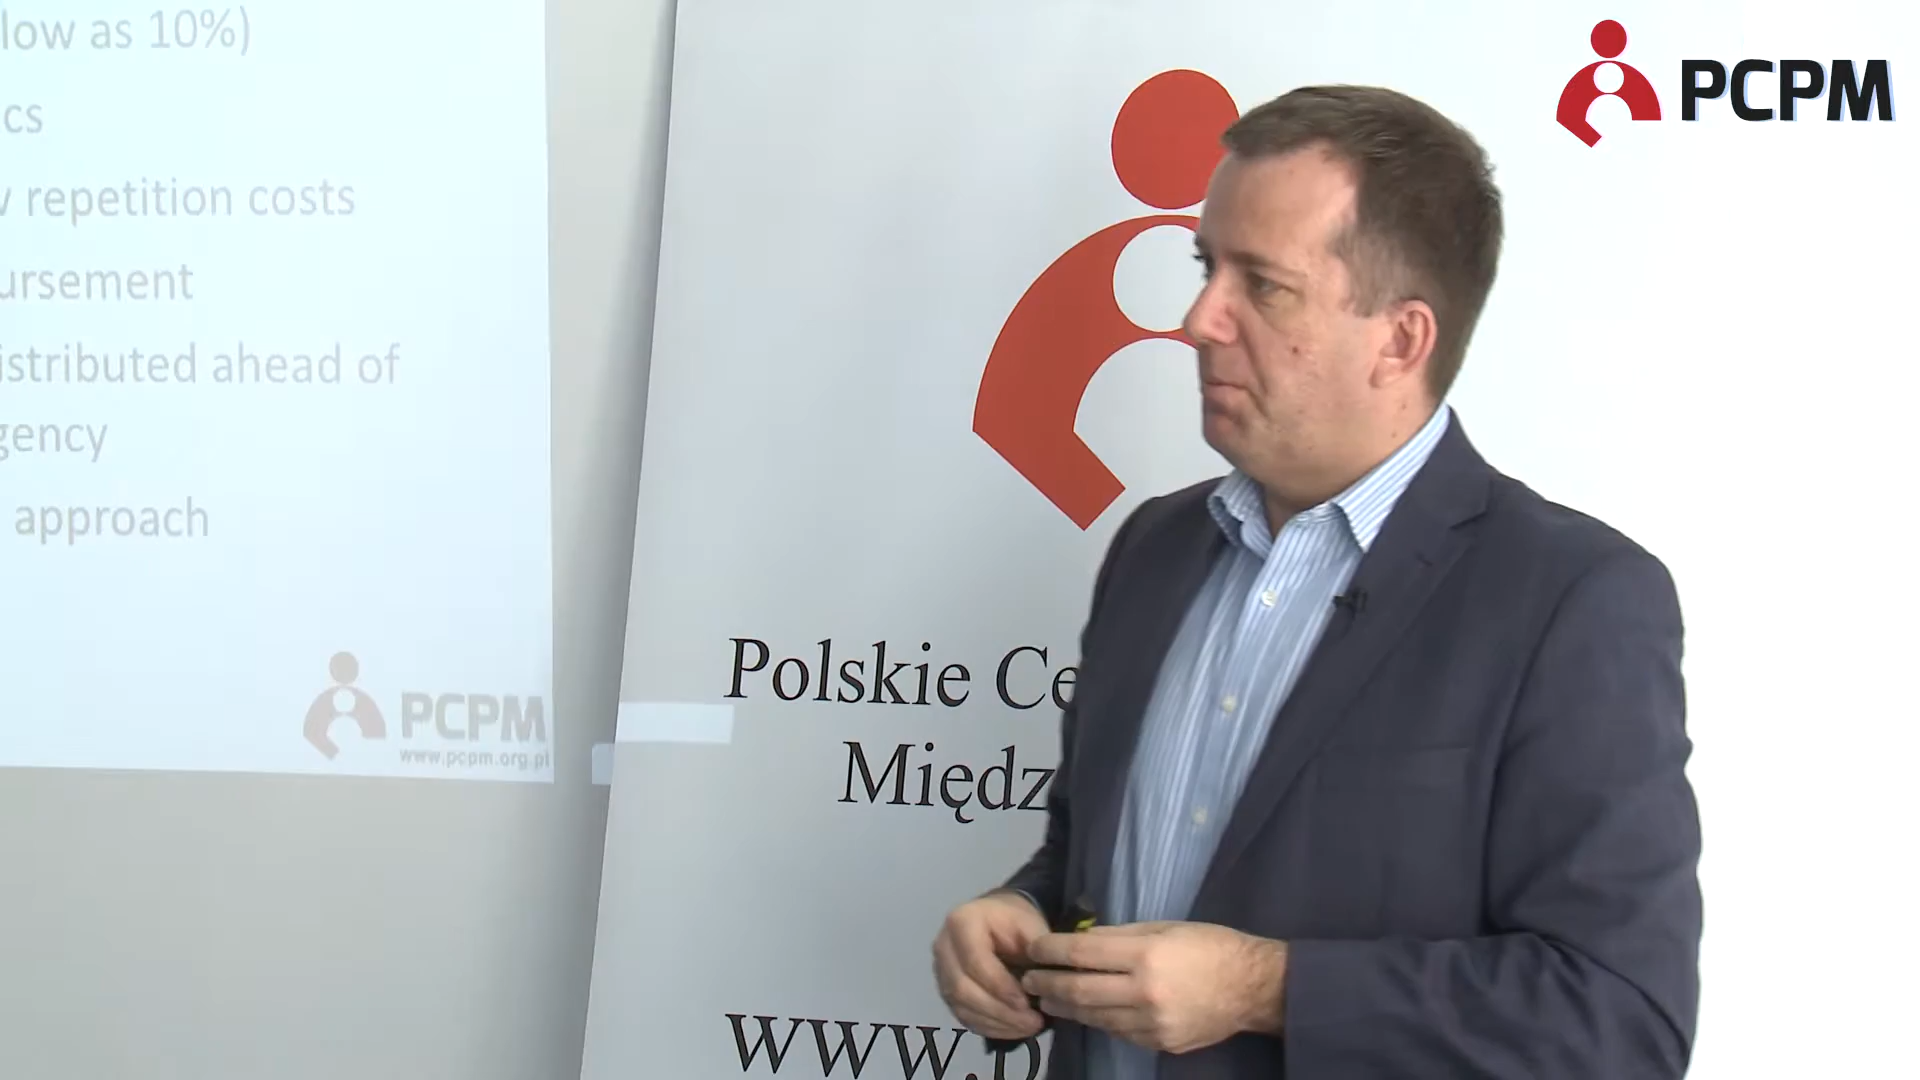 low as 10%)
cs
repetition costs
ursement
istributed ahead of
gency
approach
PCPM
www.pcpm.org.pl
Polskie Ce
Międz
www.p
PCPM